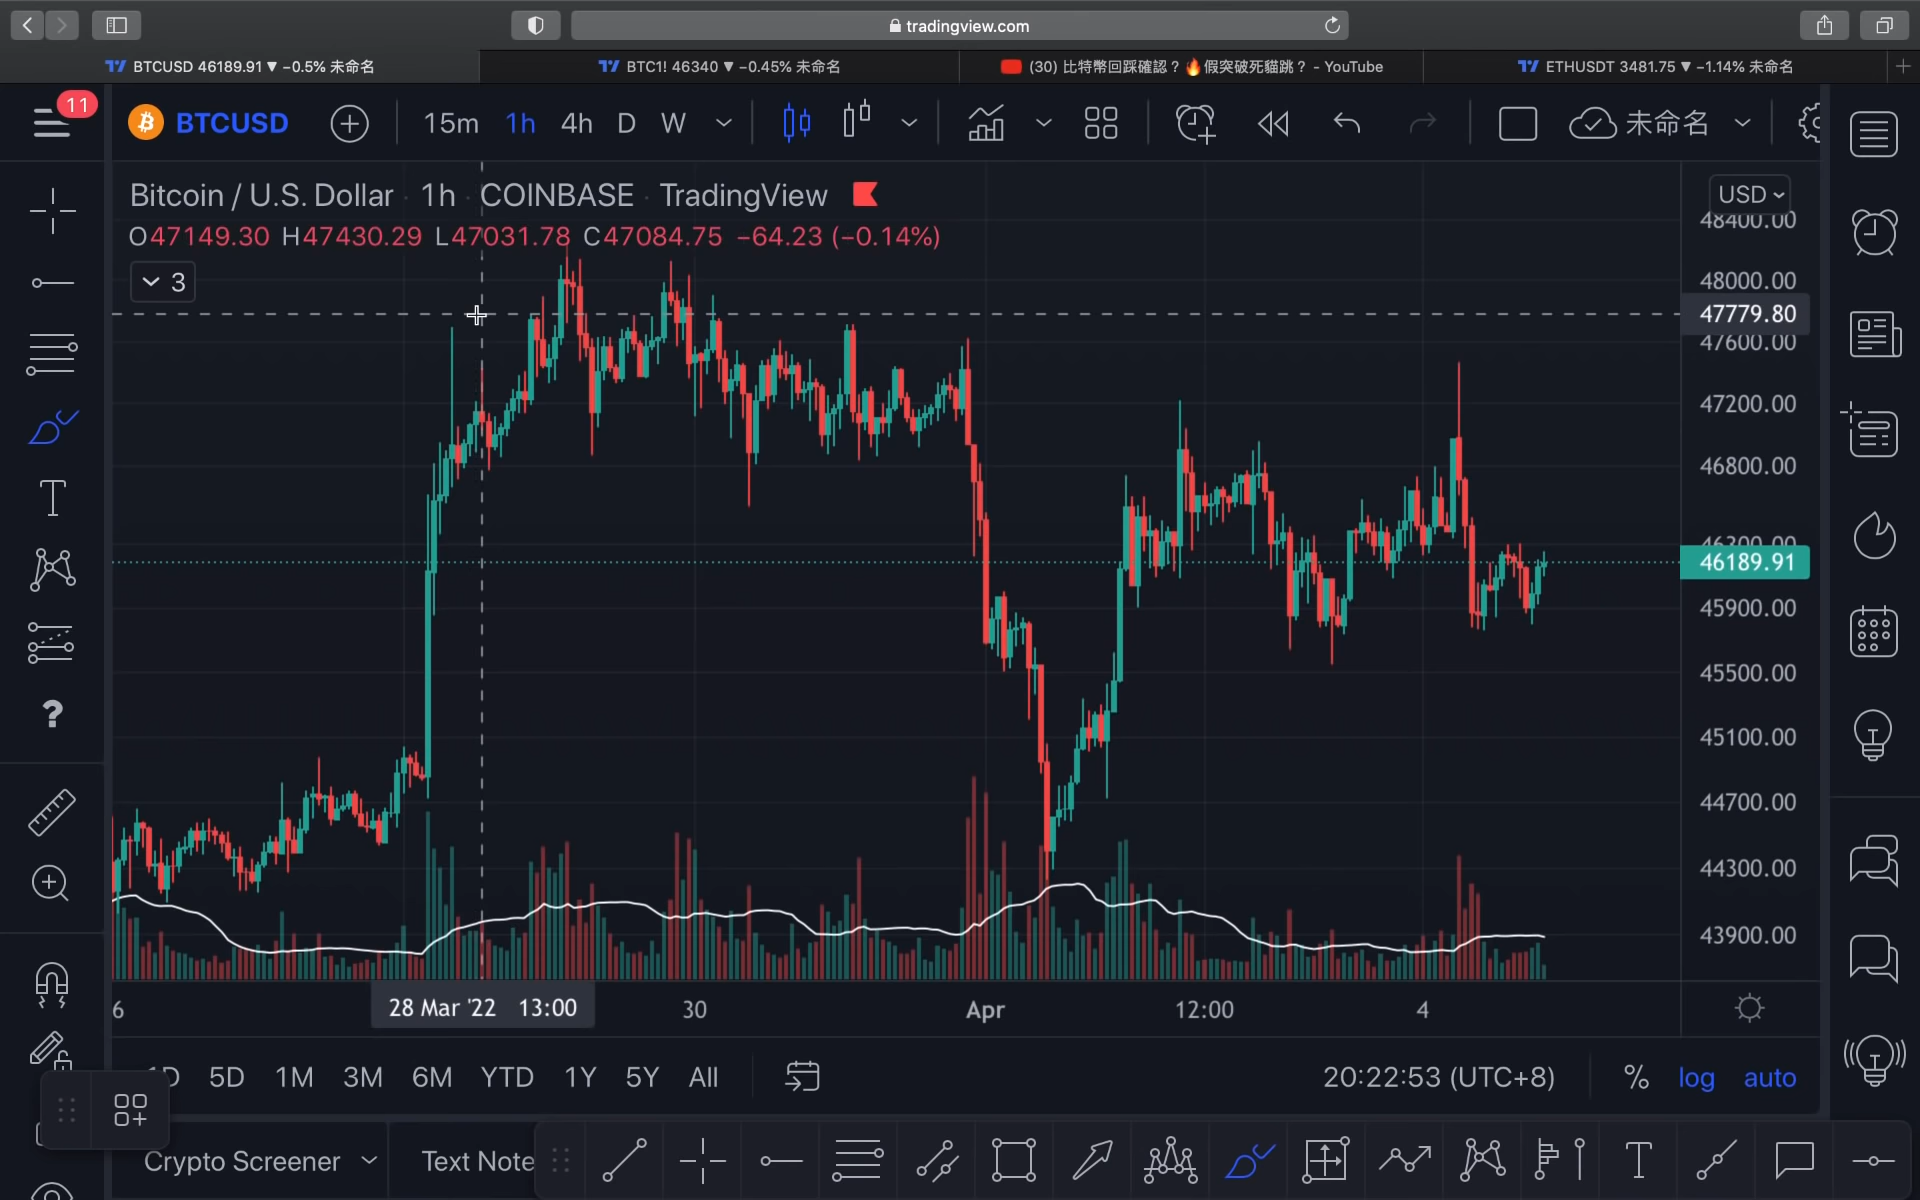 tradingview.com
BTCUSD 46189.91 ▼ −0.5% 未命名
BTC1! 46340 ▼ −0.45% 未命名
(30) 比特幣回踩確認？🔥假突破死貓跳？ - YouTube
ETHUSDT 3481.75 ▼ −1.14% 未命名
11
BTCUSD
15m 1h 4h D W
未命名
Bitcoin / U.S. Dollar · 1h · COINBASE · TradingView
USD
O47149.30 H47430.29 L47031.78 C47084.75 −64.23 (−0.14%)
3
48400.00
48000.00
47779.80
47600.00
47200.00
46800.00
46300.00
46189.91
45900.00
45500.00
45100.00
44700.00
44300.00
43900.00
6
28 Mar '22 13:00
30
Apr
12:00
4
1D 5D 1M 3M 6M YTD 1Y 5Y All
20:22:53 (UTC+8)
% log auto
Crypto Screener
Text Note